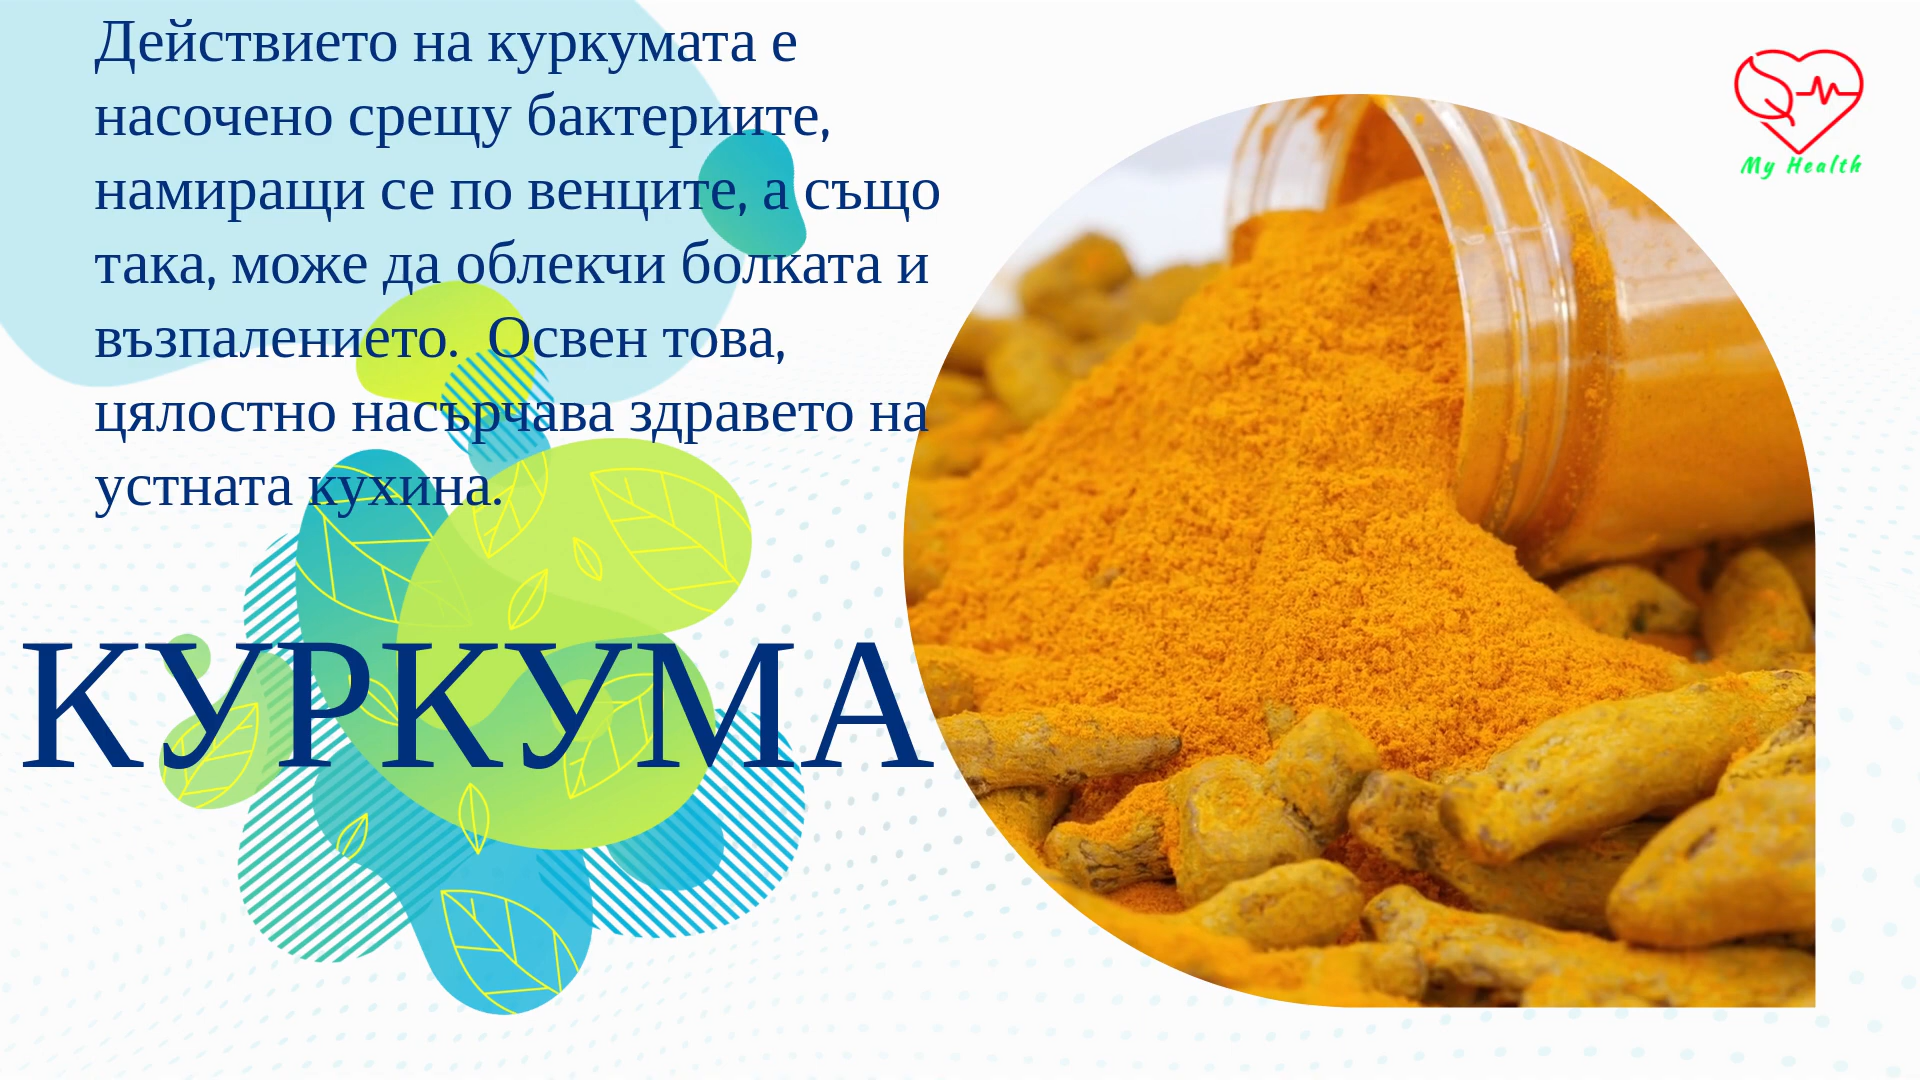 Действието на куркумата е
насочено срещу бактериите,
намиращи се по венците, а също
така, може да облекчи болката и
възпалението.  Освен това,
цялостно насърчава здравето на
устната кухина.
КУРКУМА
My Health